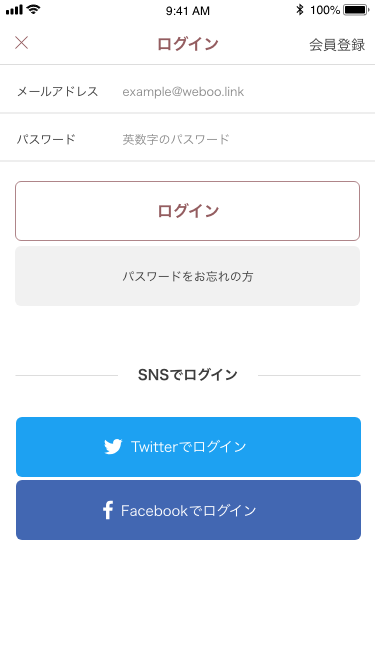 9:41 AM 100%
ログイン 会員登録
メールアドレス example@weboo.link
パスワード 英数字のパスワード
ログイン
パスワードをお忘れの方
SNSでログイン
Twitterでログイン
Facebookでログイン